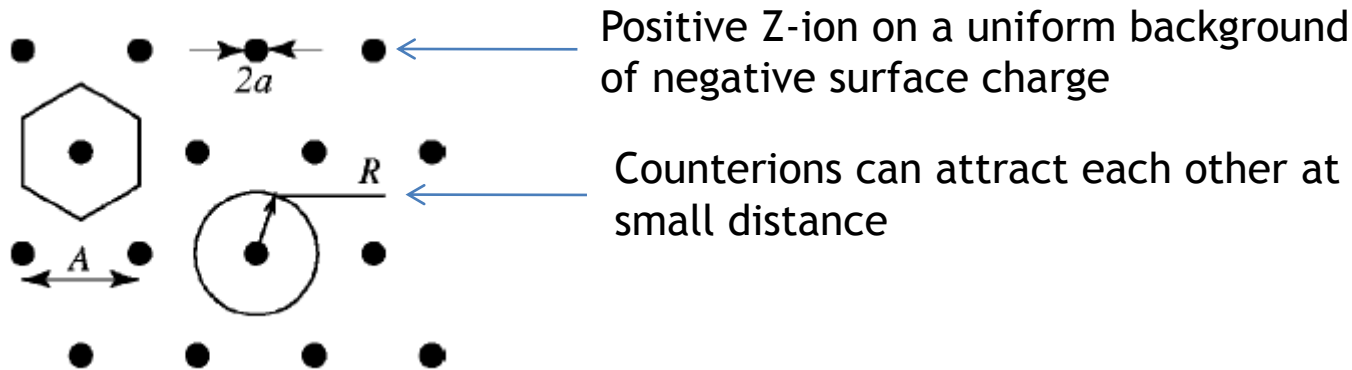 Positive Z-ion on a uniform background
of negative surface charge
2a
R
Counterions can attract each other at
small distance
A